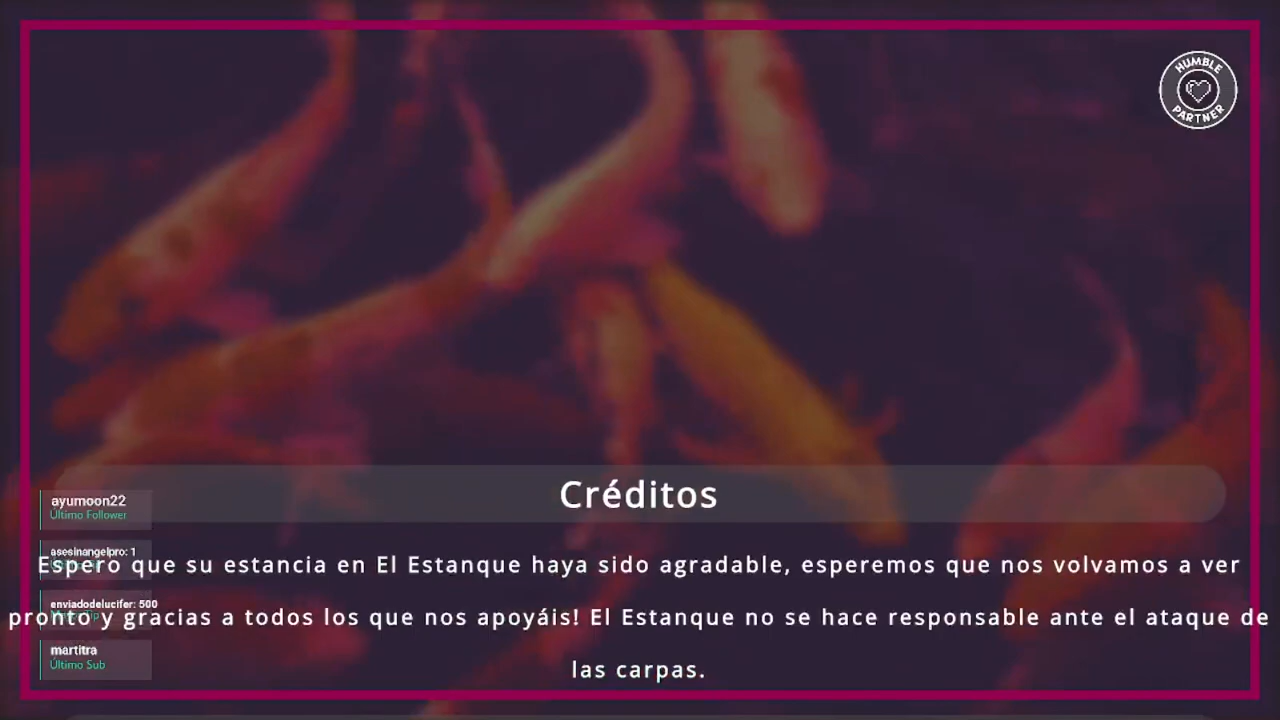 HUMBLE
PARTNER
Créditos
ayumoon22
Último Follower
asesinangelpro: 1
Espero que su estancia en El Estanque haya sido agradable, esperemos que nos volvamos a ver
enviadodelucifer: 500
pronto y gracias a todos los que nos apoyáis! El Estanque no se hace responsable ante el ataque de
martitra
Último Sub
las carpas.